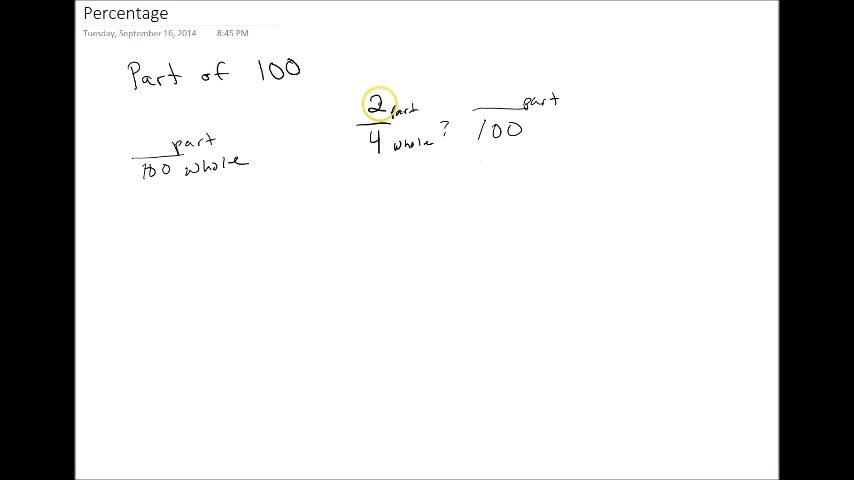 Percentage
Tuesday, September 16, 2014 8:45 PM
Part of 100
part
100 whole
2 part
4 whole ?
part
100